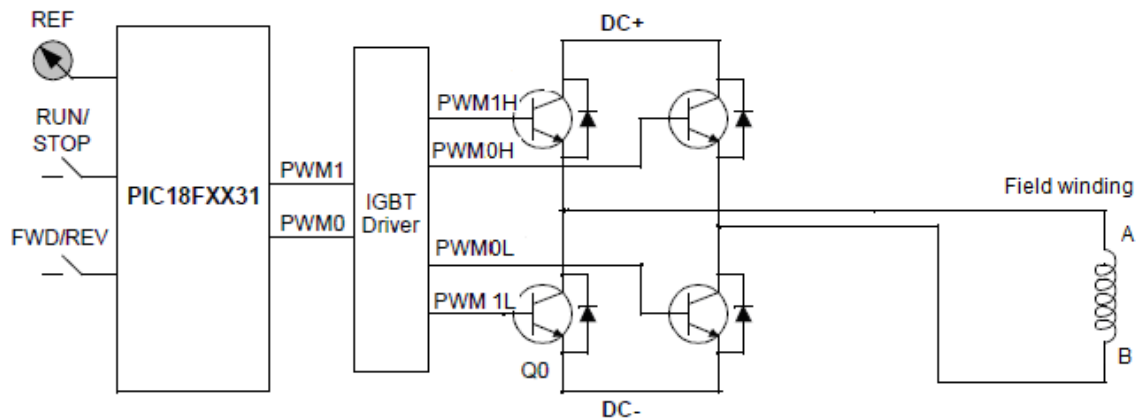 REF
DC+
RUN/
STOP
PWM1H
PWM0H
PWM1
PIC18FXX31
IGBT
Driver
Field winding
PWM0
FWD/REV
A
PWM0L
PWM 1L
B
Q0
DC-